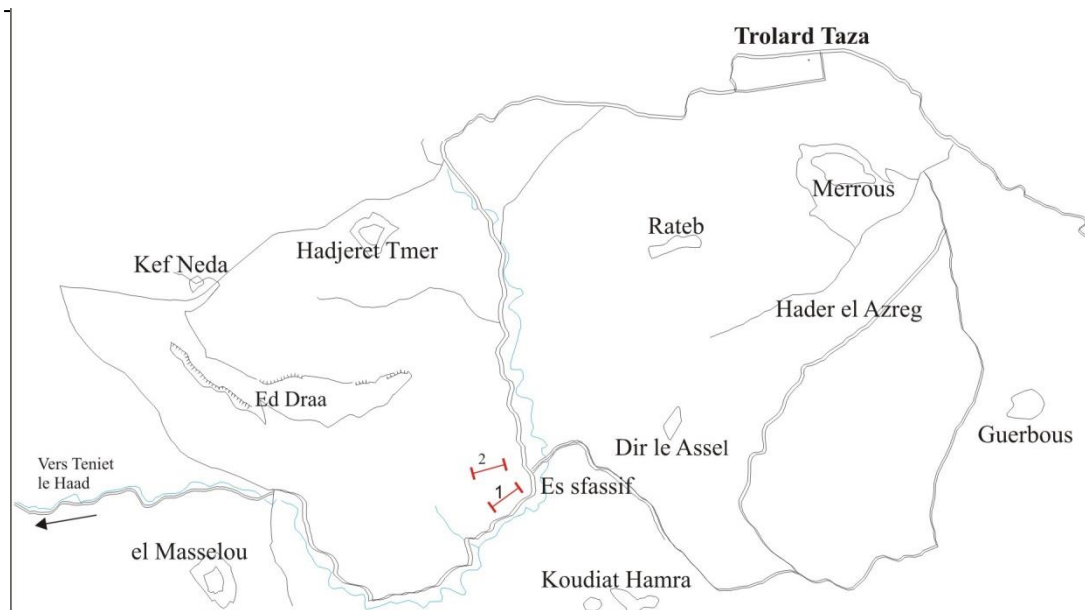 Trolard Taza
Merrous
Rateb
Hadjeret Tmer
Kef Neda
Hader el Azreg
Ed Draa
Guerbous
Dir le Assel
2
1
Es sfassif
Vers Teniet
le Haad
el Masselou
Koudiat Hamra